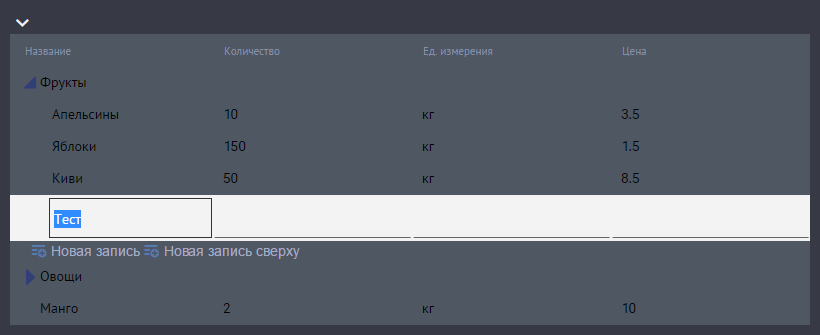 Название Количество Ед. измерения Цена
Фрукты
Апельсины 10 кг 3.5
Яблоки 150 кг 1.5
Киви 50 кг 8.5
Тест
Новая запись Новая запись сверху
Овощи
Манго 2 кг 10